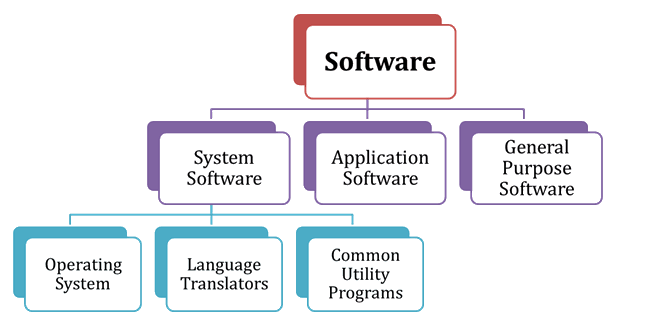 Software
System
Software
Application
Software
General
Purpose
Software
Operating
System
Language
Translators
Common
Utility
Programs